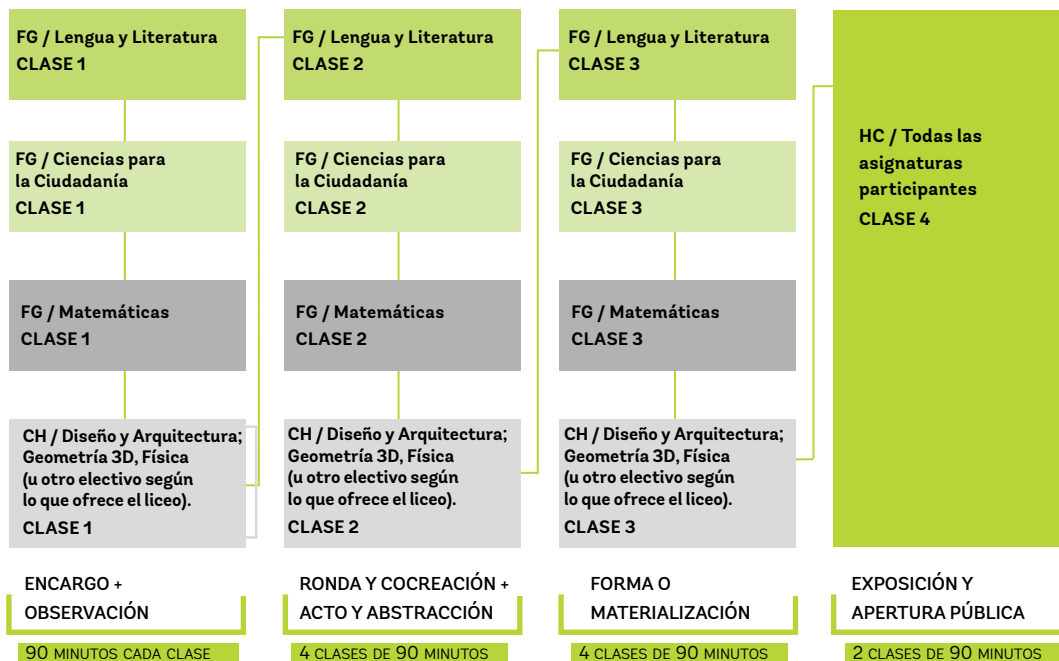 FG / Lengua y Literatura
CLASE 1
FG / Ciencias para
la Ciudadanía
CLASE 1
FG / Matemáticas
CLASE 1
CH / Diseño y Arquitectura;
Geometría 3D, Física
(u otro electivo según
lo que ofrece el liceo).
CLASE 1
ENCARGO +
OBSERVACIÓN
90 MINUTOS CADA CLASE
FG / Lengua y Literatura
CLASE 2
FG / Ciencias para
la Ciudadanía
CLASE 2
FG / Matemáticas
CLASE 2
CH / Diseño y Arquitectura;
Geometría 3D, Física
(u otro electivo según
lo que ofrece el liceo).
CLASE 2
RONDA Y COCREACIÓN +
ACTO Y ABSTRACCIÓN
4 CLASES DE 90 MINUTOS
FG / Lengua y Literatura
CLASE 3
FG / Ciencias para
la Ciudadanía
CLASE 3
FG / Matemáticas
CLASE 3
CH / Diseño y Arquitectura;
Geometría 3D, Física
(u otro electivo según
lo que ofrece el liceo).
CLASE 3
FORMA O
MATERIALIZACIÓN
4 CLASES DE 90 MINUTOS
HC / Todas las
asignaturas
participantes
CLASE 4
EXPOSICIÓN Y
APERTURA PÚBLICA
2 CLASES DE 90 MINUTOS